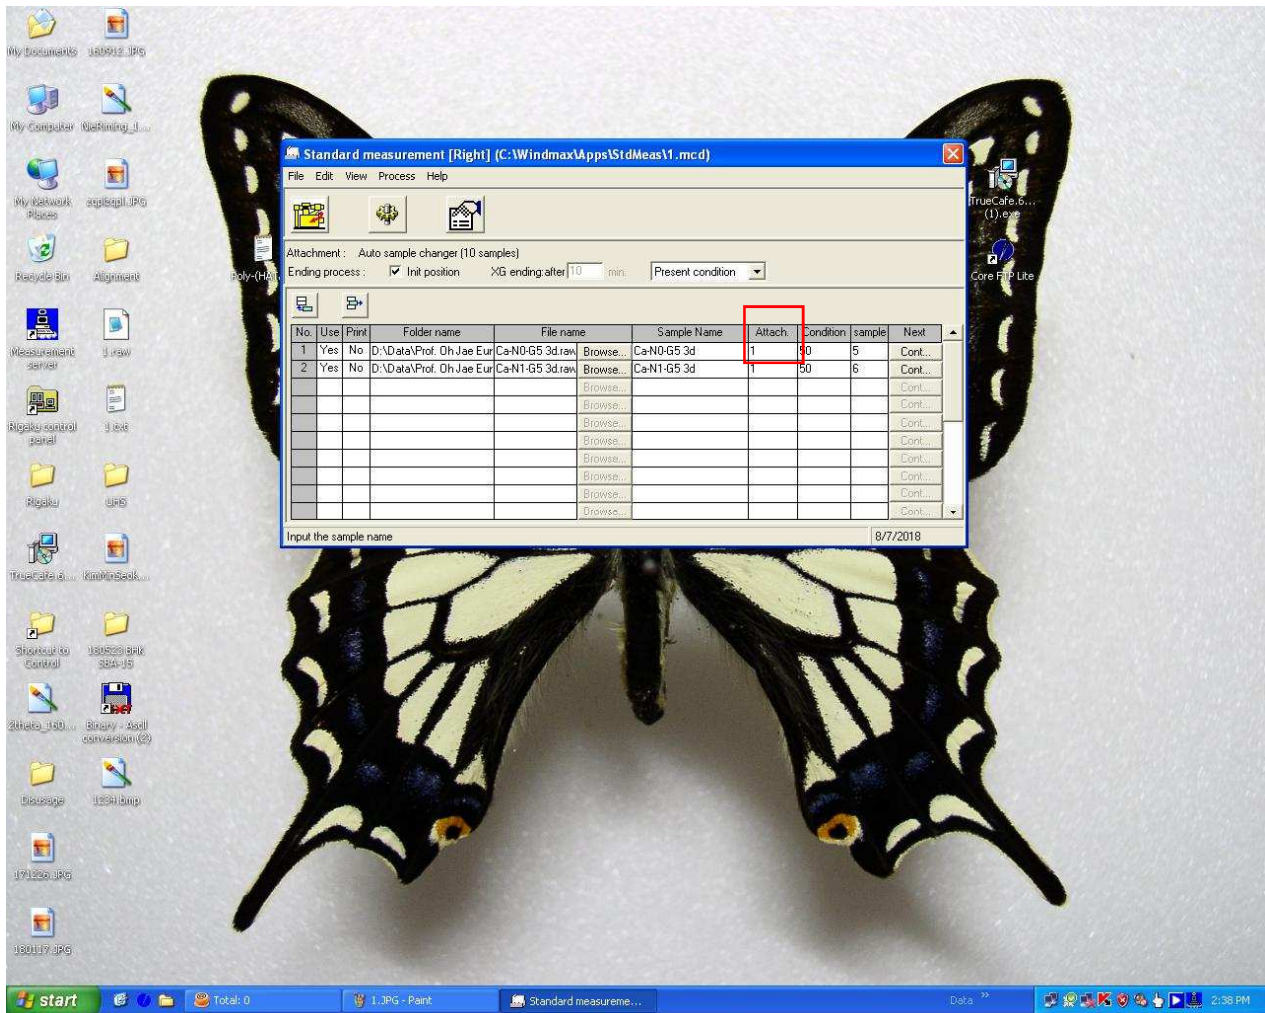 My Documents
180912.JPG
My Computer
My Network
Places
Recycle Bin
Alignment
Measurement
server
1.raw
Rigaku control
panel
1.txt
Rigaku
Shortcut to
Control
180523 BHK
SBA-15
Binary - Ascii
conversion (2)
Disusage
1234.bmp
171226.JPG
180117.JPG
TrueCafe.6...
(1).exe
Core FTP Lite
Standard measurement [Right] (C:\Windmax\Apps\StdMeas\1.mcd)
File Edit View Process Help
Attachment : Auto sample changer (10 samples)
Ending process : Init position XG ending:after 10 min. Present condition
No. Use Print Folder name File name Sample Name Attach. Condition sample Next
1 Yes No D:\Data\Prof. Oh Jae Eur Ca-N0-G5 3d.raw Browse... Ca-N0-G5 3d 1 50 5 Cont...
2 Yes No D:\Data\Prof. Oh Jae Eur Ca-N1-G5 3d.raw Browse... Ca-N1-G5 3d 1 50 6 Cont...
Browse... Cont...
Browse... Cont...
Browse... Cont...
Browse... Cont...
Browse... Cont...
Browse... Cont...
Browse... Cont...
Browse... Cont...
Input the sample name 8/7/2018
start Total: 0 1.JPG - Paint Standard measureme... Data » 2:38 PM